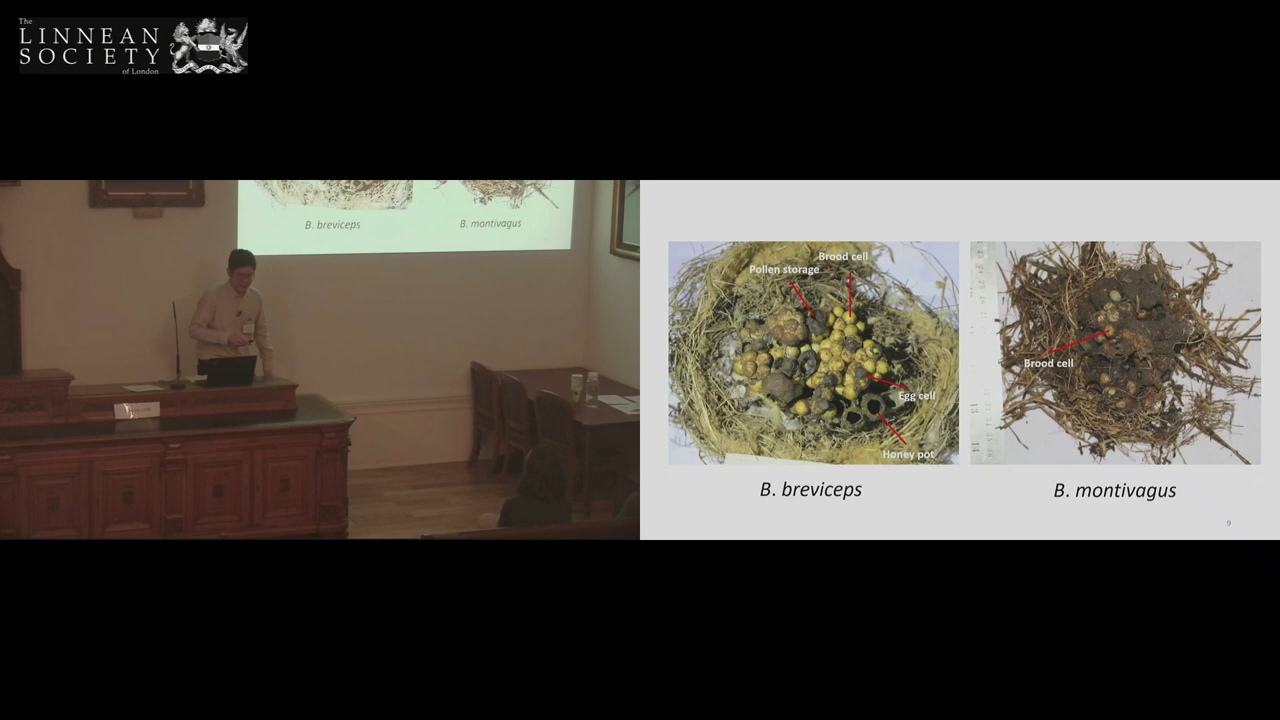 The
LINNEAN
SOCIETY
of London
B. breviceps
B. montivagus
Brood cell
Pollen storage
Egg cell
Honey pot
Brood cell
B. breviceps
B. montivagus
9